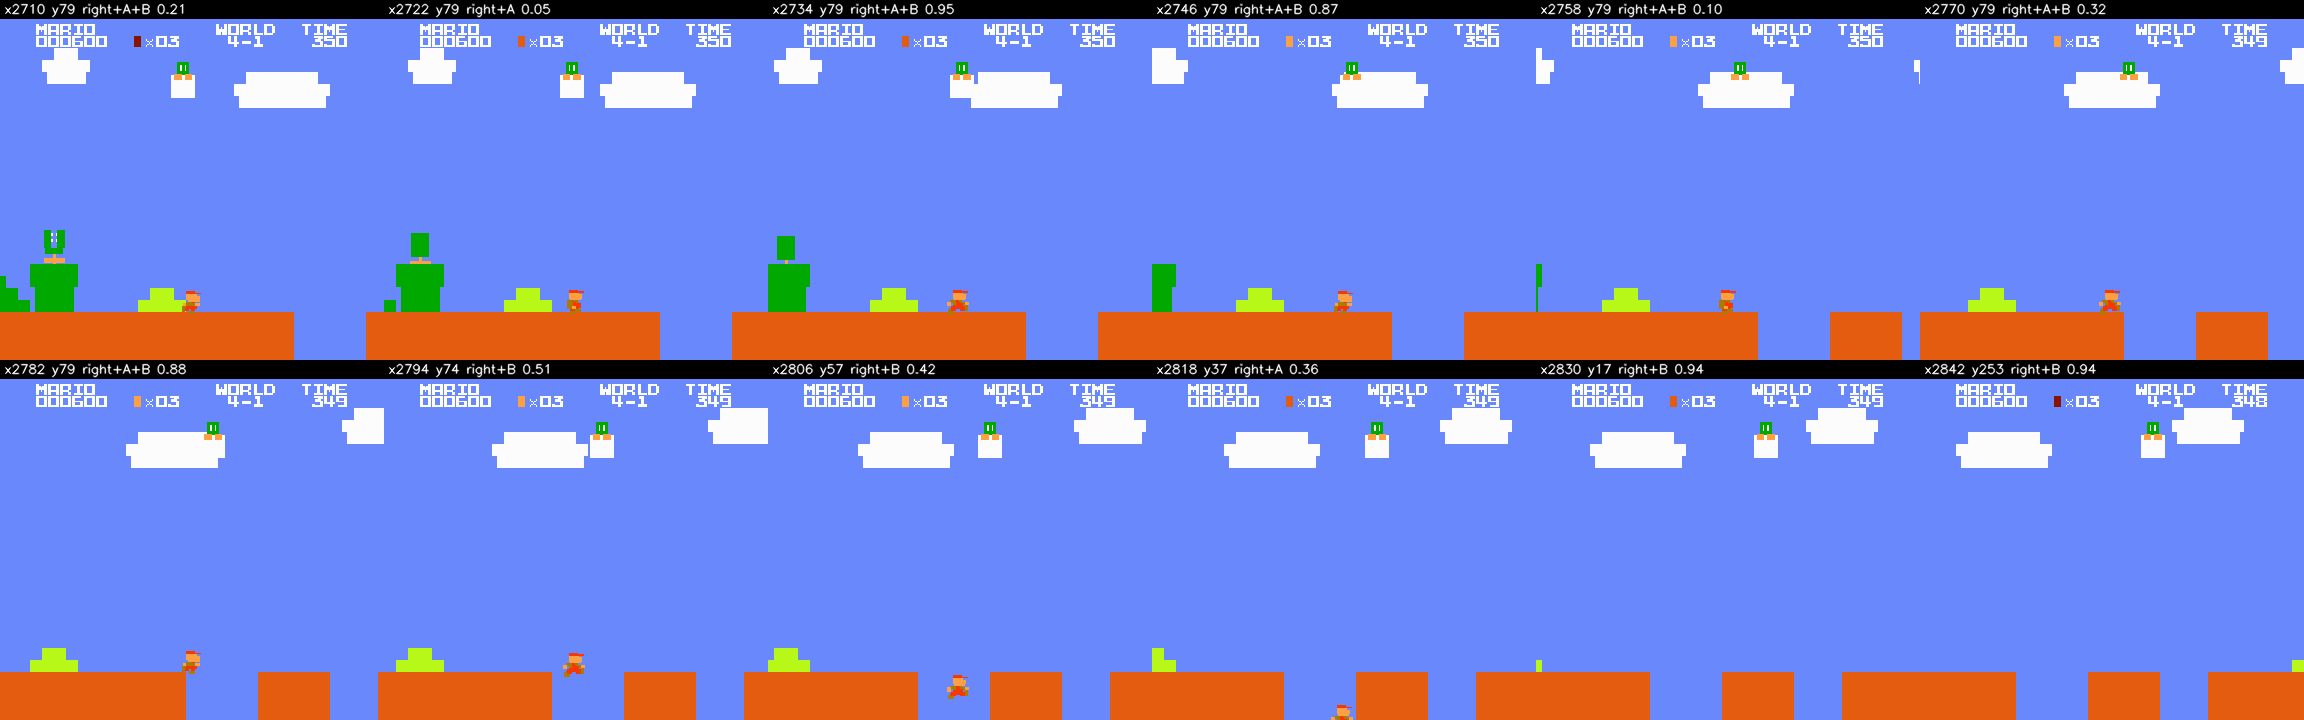 x2710 y79 right+A+B 0.21
MARIO WORLD TIME
000600 ×03 4-1 350
x2722 y79 right+A 0.05
MARIO WORLD TIME
000600 ×03 4-1 350
x2734 y79 right+A+B 0.95
MARIO WORLD TIME
000600 ×03 4-1 350
x2746 y79 right+A+B 0.87
MARIO WORLD TIME
000600 ×03 4-1 350
x2758 y79 right+A+B 0.10
MARIO WORLD TIME
000600 ×03 4-1 350
x2770 y79 right+A+B 0.32
MARIO WORLD TIME
000600 ×03 4-1 349
x2782 y79 right+A+B 0.88
MARIO WORLD TIME
000600 ×03 4-1 349
x2794 y74 right+B 0.51
MARIO WORLD TIME
000600 ×03 4-1 349
x2806 y57 right+B 0.42
MARIO WORLD TIME
000600 ×03 4-1 349
x2818 y37 right+A 0.36
MARIO WORLD TIME
000600 ×03 4-1 349
x2830 y17 right+B 0.94
MARIO WORLD TIME
000600 ×03 4-1 349
x2842 y253 right+B 0.94
MARIO WORLD TIME
000600 ×03 4-1 348